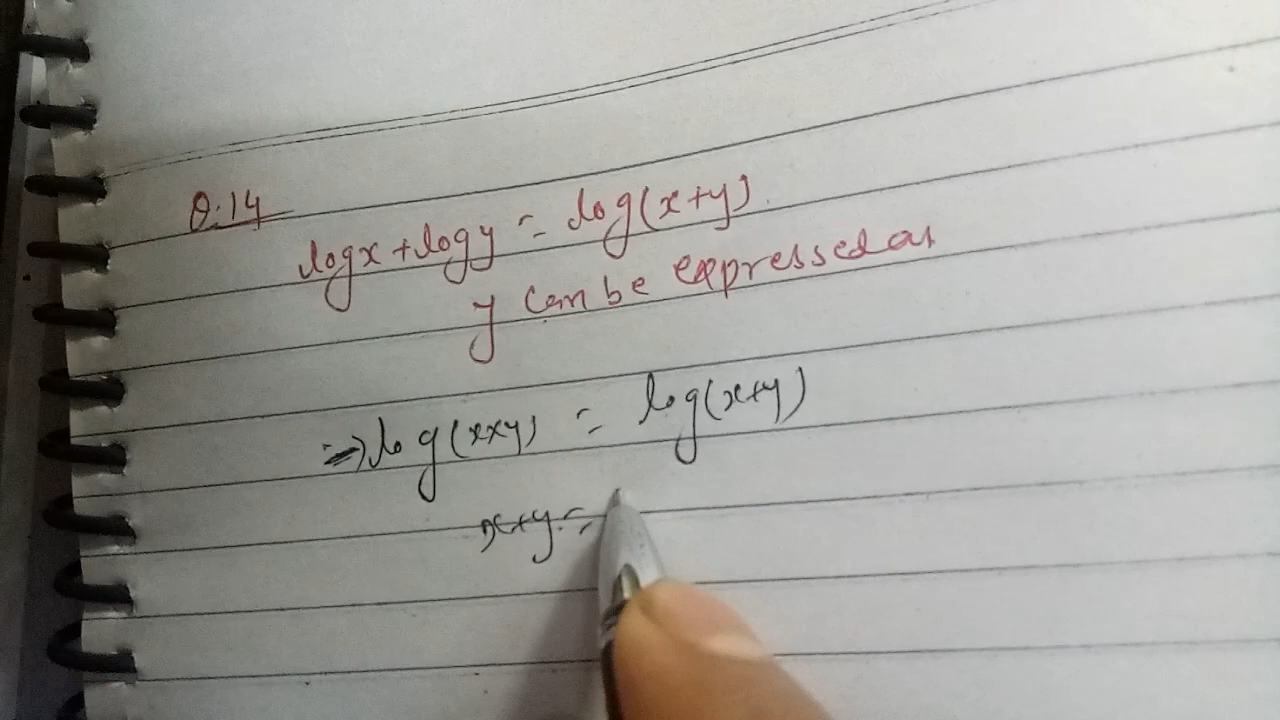 Q.14
log x + log y = log(x+y)
y can be expressed as
⇒ log(x×y) = log(x+y)
x+y =